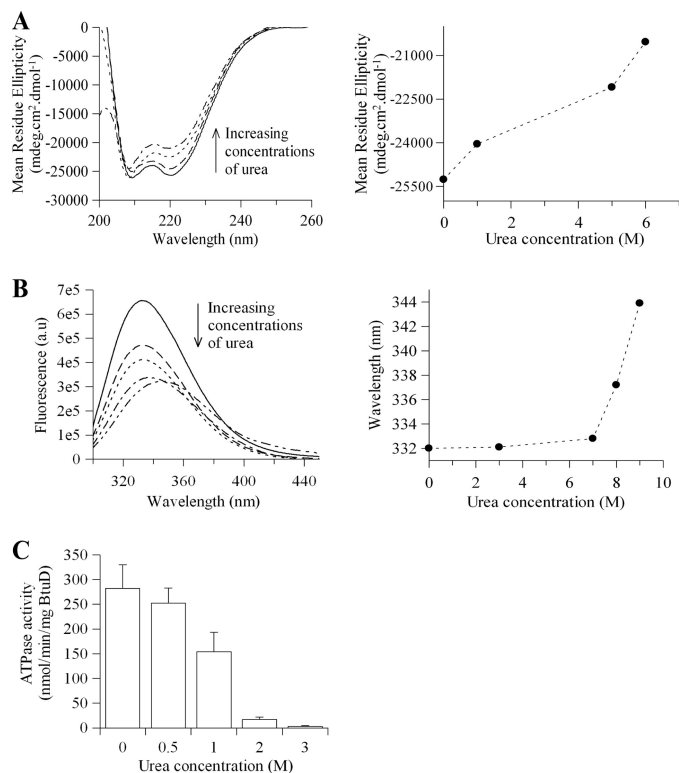 A
Mean Residue Ellipticity
(mdeg.cm2.dmol-1)
0
-5000
-10000
-15000
-20000
-25000
-30000
200 220 240 260
Wavelength (nm)
Increasing
concentrations
of urea
Mean Residue Ellipticity
(mdeg.cm2.dmol-1)
-21000
-22500
-24000
-25500
0 2 4 6
Urea concentration (M)
B
Fluorescence (a.u)
7e5
6e5
5e5
4e5
3e5
2e5
1e5
0
320 360 400 440
Wavelength (nm)
Increasing
concentrations
of urea
Wavelength (nm)
344
342
340
338
336
334
332
0 2 4 6 8 10
Urea concentration (M)
C
ATPase activity
(nmol/min/mg BtuD)
350
300
250
200
150
100
50
0
0 0.5 1 2 3
Urea concentration (M)